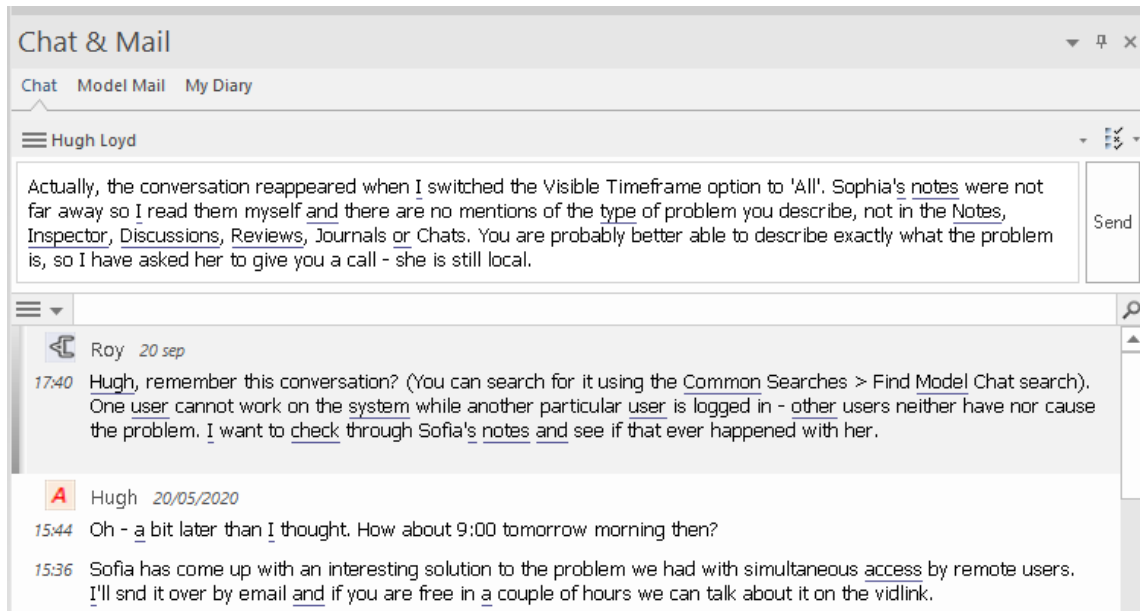 Chat & Mail
Chat Model Mail My Diary
Hugh Loyd
Actually, the conversation reappeared when I switched the Visible Timeframe option to 'All'. Sophia's notes were not
far away so I read them myself and there are no mentions of the type of problem you describe, not in the Notes,
Inspector, Discussions, Reviews, Journals or Chats. You are probably better able to describe exactly what the problem
is, so I have asked her to give you a call - she is still local.
Send
Roy 20 sep
17:40 Hugh, remember this conversation? (You can search for it using the Common Searches > Find Model Chat search).
One user cannot work on the system while another particular user is logged in - other users neither have nor cause
the problem. I want to check through Sofia's notes and see if that ever happened with her.
A Hugh 20/05/2020
15:44 Oh - a bit later than I thought. How about 9:00 tomorrow morning then?
15:36 Sofia has come up with an interesting solution to the problem we had with simultaneous access by remote users.
I'll snd it over by email and if you are free in a couple of hours we can talk about it on the vidlink.